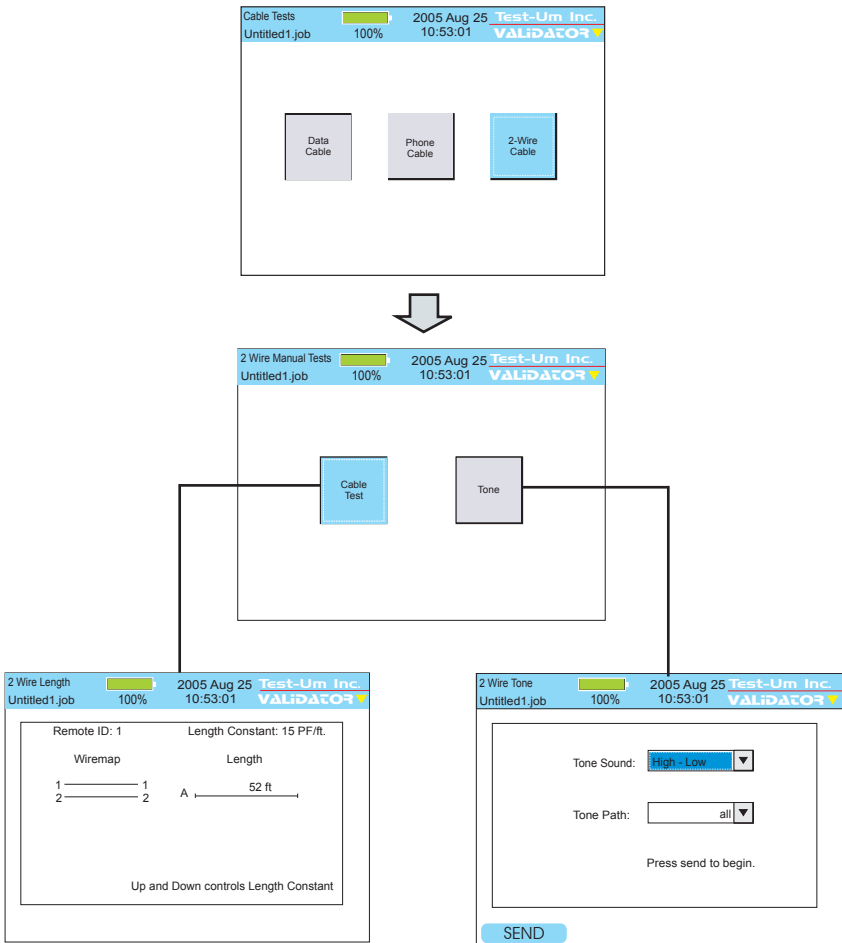 Cable Tests 2005 Aug 25 Test-Um Inc.
Untitled1.job 100% 10:53:01 VALIDATOR
Data
Cable
Phone
Cable
2-Wire
Cable
2 Wire Manual Tests 2005 Aug 25 Test-Um Inc.
Untitled1.job 100% 10:53:01 VALIDATOR
Cable
Test
Tone
2 Wire Length 2005 Aug 25 Test-Um Inc.
Untitled1.job 100% 10:53:01 VALIDATOR
Remote ID: 1 Length Constant: 15 PF/ft.
Wiremap Length
1 1
2 2
A 52 ft
Up and Down controls Length Constant
2 Wire Tone 2005 Aug 25 Test-Um Inc.
Untitled1.job 100% 10:53:01 VALIDATOR
Tone Sound: High - Low
Tone Path: all
Press send to begin.
SEND